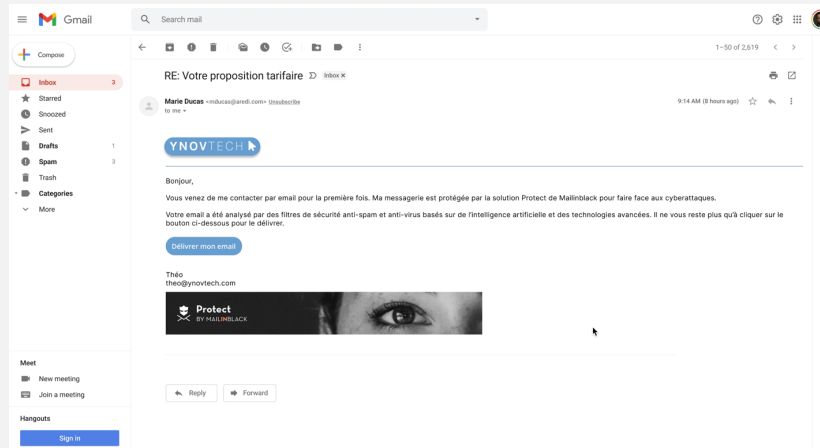 Gmail
Search mail
Compose
1–50 of 2,619
Inbox 3
Starred
Snoozed
Sent
Drafts 1
Spam 3
Trash
Categories
More
RE: Votre proposition tarifaire Inbox ×
Marie Ducas <mducas@aredi.com> Unsubscribe
to me
9:14 AM (8 hours ago)
YNOVTECH
Bonjour,
Vous venez de me contacter par email pour la première fois. Ma messagerie est protégée par la solution Protect de Mailinblack pour faire face aux cyberattaques.
Votre email a été analysé par des filtres de sécurité anti-spam et anti-virus basés sur de l'intelligence artificielle et des technologies avancées. Il ne vous reste plus qu'à cliquer sur le
bouton ci-dessous pour le délivrer.
Délivrer mon email
Théo
theo@ynovtech.com
Protect
BY MAILINBLACK
Reply
Forward
Meet
New meeting
Join a meeting
Hangouts
Sign in